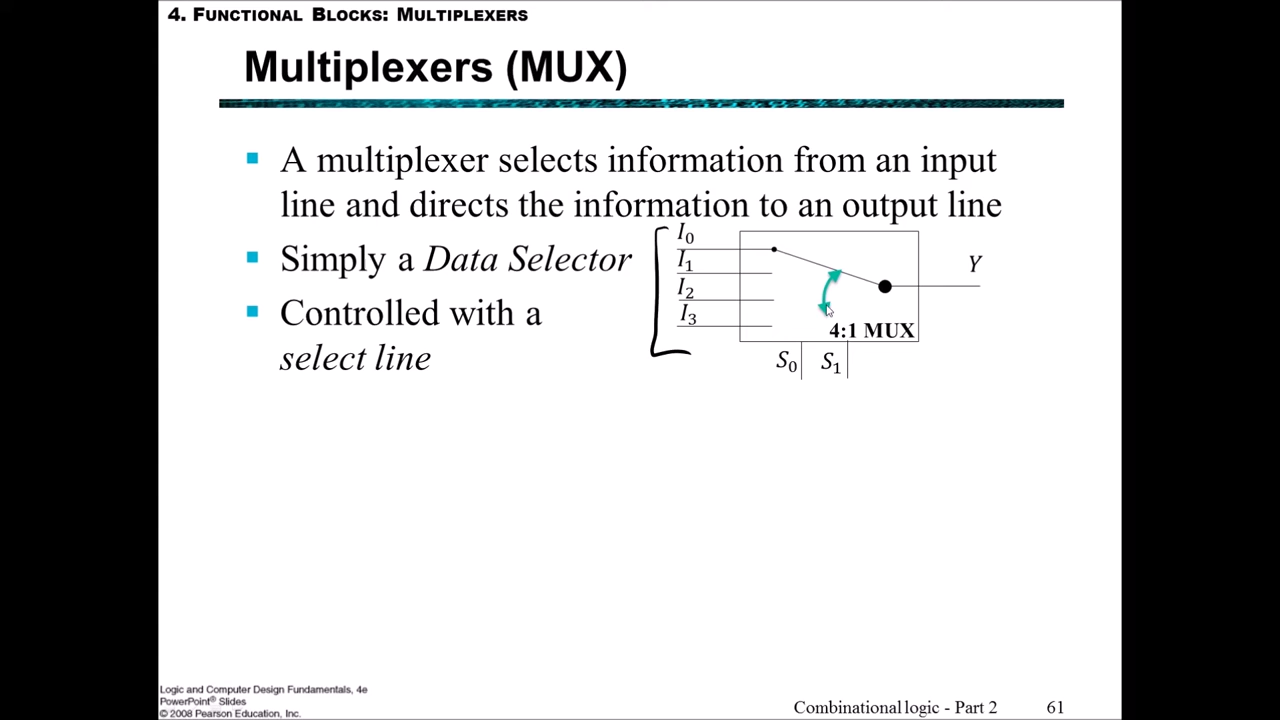 4. FUNCTIONAL BLOCKS: MULTIPLEXERS
Multiplexers (MUX)
▪ A multiplexer selects information from an input
line and directs the information to an output line
▪ Simply a Data Selector
▪ Controlled with a
select line
I₀
I₁
I₂
I₃
Y
4:1 MUX
S₀ S₁
Logic and Computer Design Fundamentals, 4e
PowerPoint® Slides
© 2008 Pearson Education, Inc.
Combinational logic - Part 2 61